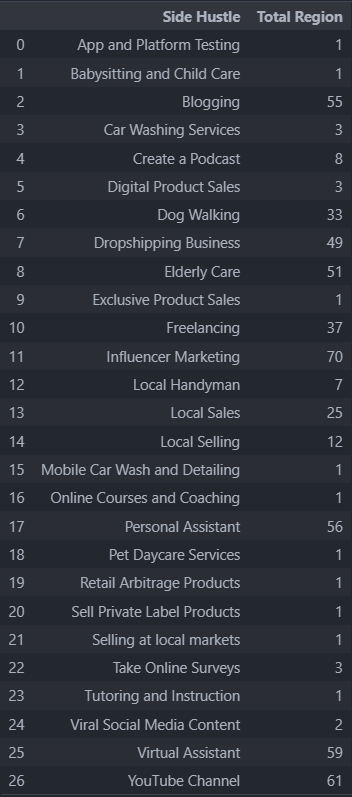 Side Hustle Total Region
0 App and Platform Testing 1
1 Babysitting and Child Care 1
2 Blogging 55
3 Car Washing Services 3
4 Create a Podcast 8
5 Digital Product Sales 3
6 Dog Walking 33
7 Dropshipping Business 49
8 Elderly Care 51
9 Exclusive Product Sales 1
10 Freelancing 37
11 Influencer Marketing 70
12 Local Handyman 7
13 Local Sales 25
14 Local Selling 12
15 Mobile Car Wash and Detailing 1
16 Online Courses and Coaching 1
17 Personal Assistant 56
18 Pet Daycare Services 1
19 Retail Arbitrage Products 1
20 Sell Private Label Products 1
21 Selling at local markets 1
22 Take Online Surveys 3
23 Tutoring and Instruction 1
24 Viral Social Media Content 2
25 Virtual Assistant 59
26 YouTube Channel 61